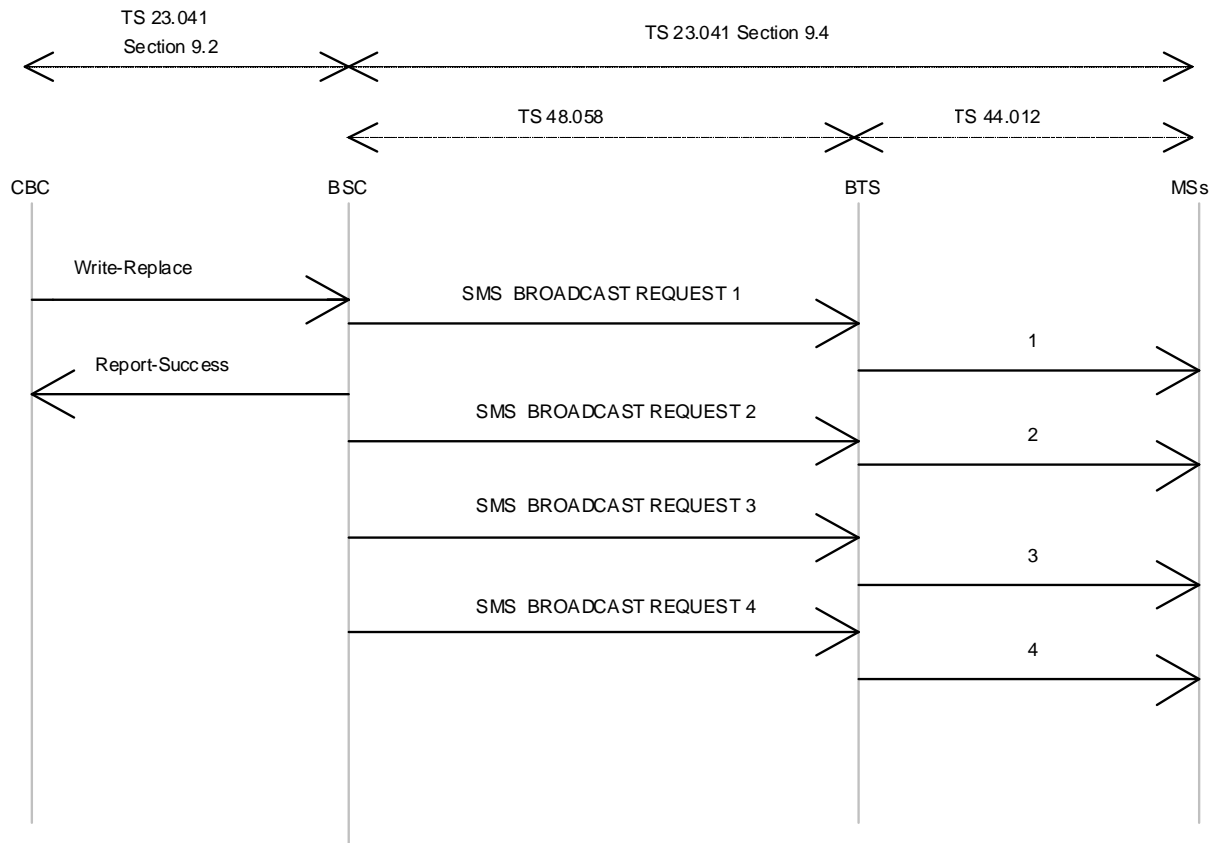 TS 23.041
Section 9.2
TS 23.041 Section 9.4
TS 48.058
TS 44.012
CBC
BSC
BTS
MSs
Write-Replace
SMS BROADCAST REQUEST 1
1
Report-Success
SMS BROADCAST REQUEST 2
2
SMS BROADCAST REQUEST 3
3
SMS BROADCAST REQUEST 4
4